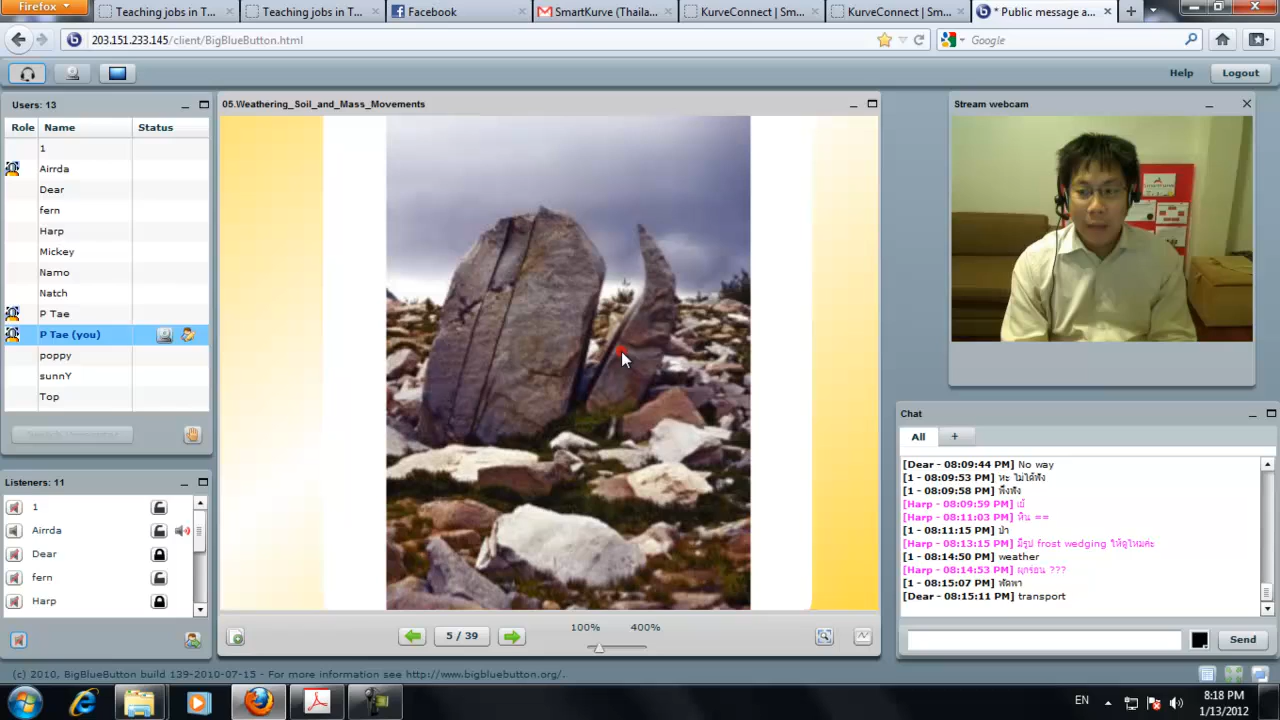 Firefox
Teaching jobs in T...
Teaching jobs in T...
Facebook
SmartKurve (Thaila...
KurveConnect | Sm...
KurveConnect | Sm...
* Public message a...
203.151.233.145/client/BigBlueButton.html
Google
Help
Logout
Users: 13
Role Name Status
1
Airrda
Dear
fern
Harp
Mickey
Namo
Natch
P Tae
P Tae (you)
poppy
sunnY
Top
Listeners: 11
1
Airrda
Dear
fern
Harp
05.Weathering_Soil_and_Mass_Movements
5 / 39
100% 400%
Stream webcam
Chat
All +
[Dear - 08:09:44 PM] No way
[1 - 08:09:53 PM] หะ ไม่ได้ฟัง
[1 - 08:09:58 PM] พึ่งฟัง
[Harp - 08:09:59 PM] เย้
[Harp - 08:11:03 PM] หิน ==
[1 - 08:11:15 PM] ป่า
[Harp - 08:13:15 PM] มีรูป frost wedging ให้ดูไหมคะ
[1 - 08:14:50 PM] weather
[Harp - 08:14:53 PM] ผุกร่อน ???
[1 - 08:15:07 PM] พัดพา
[Dear - 08:15:11 PM] transport
Send
(c) 2010, BigBlueButton build 139-2010-07-15 - For more information see http://www.bigbluebutton.org/.
EN
8:18 PM
1/13/2012